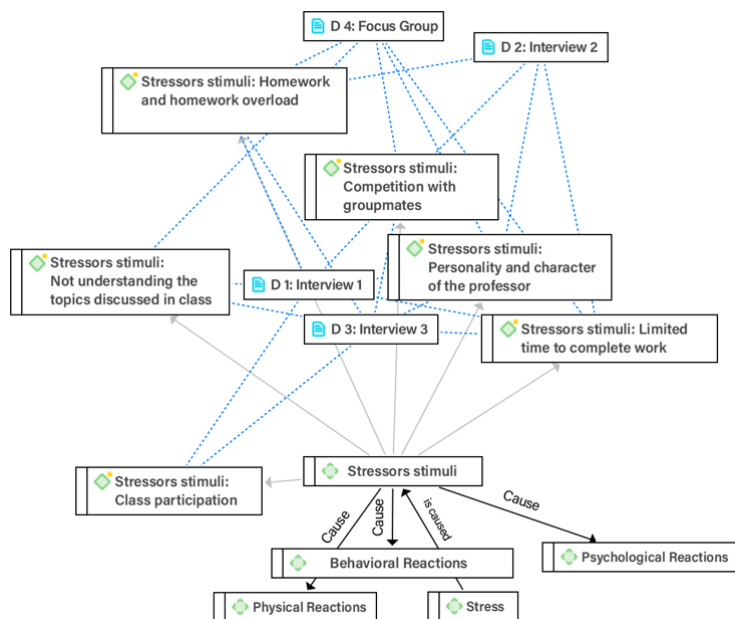 D 4: Focus Group
D 2: Interview 2
Stressors stimuli: Homework
and homework overload
Stressors stimuli:
Competition with
groupmates
Stressors stimuli:
Not understanding the
topics discussed in class
Stressors stimuli:
Personality and character
of the professor
D 1: Interview 1
D 3: Interview 3
Stressors stimuli: Limited
time to complete work
Stressors stimuli
Stressors stimuli:
Class participation
Cause
Cause
is caused
Cause
Behavioral Reactions
Psychological Reactions
Physical Reactions
Stress